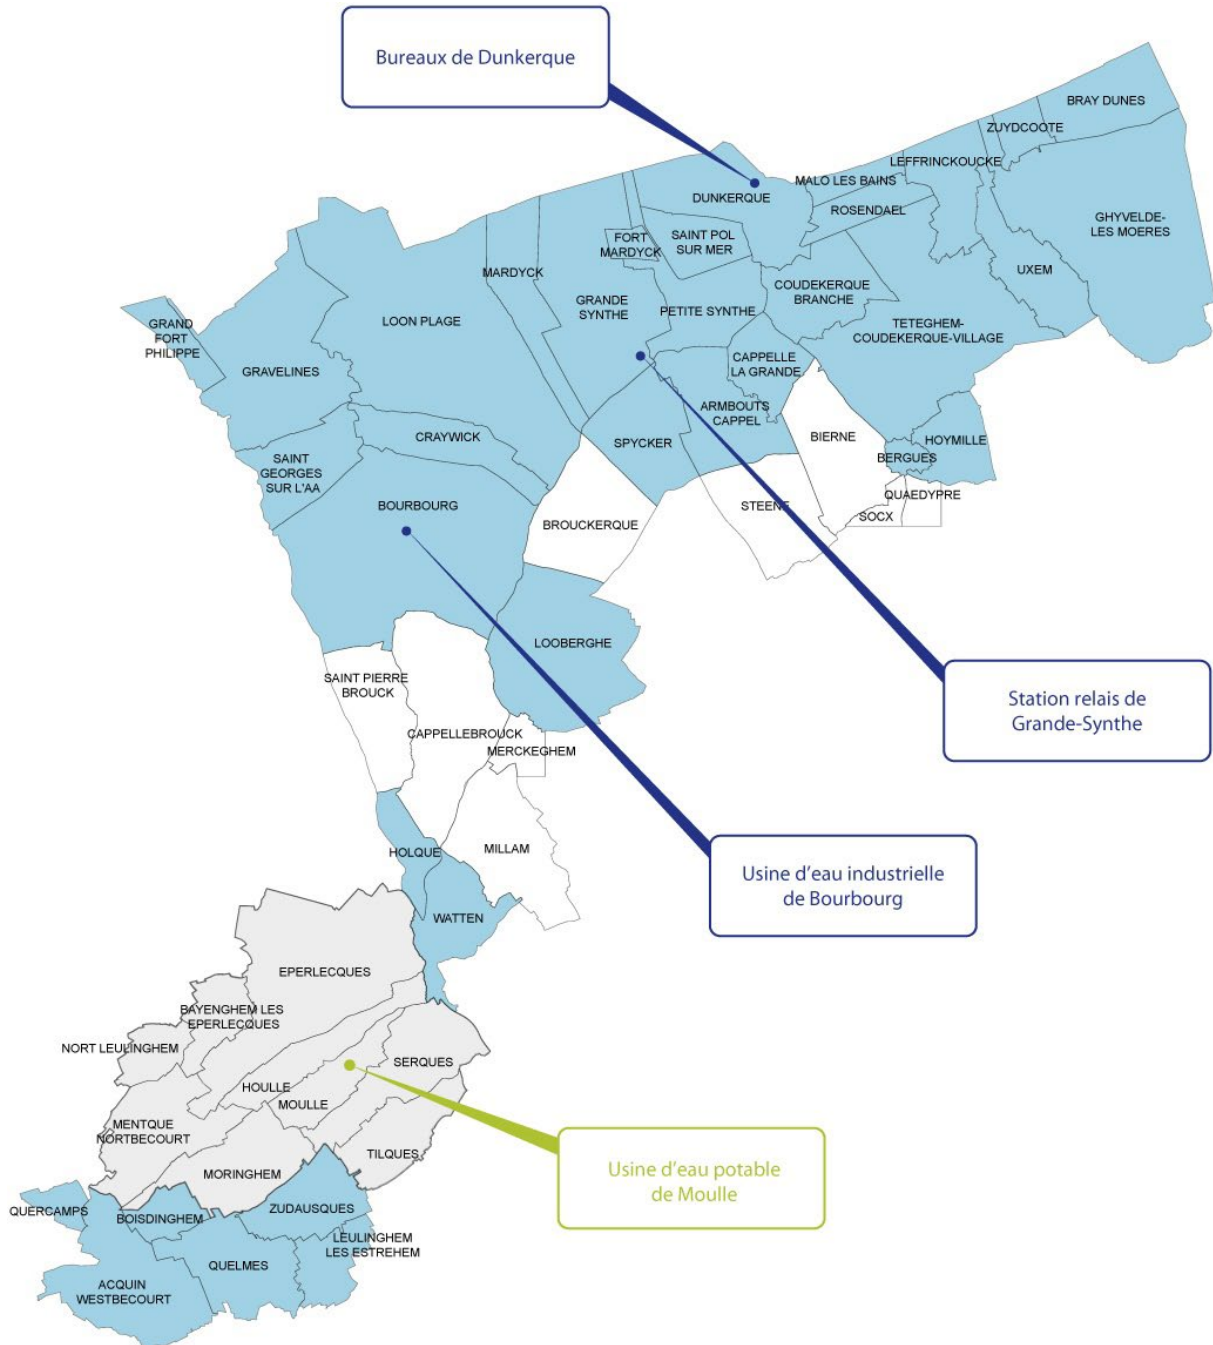 Bureaux de Dunkerque
BRAY DUNES
ZUYDCOOTE
LEFFRINCKOUCKE
MALO LES BAINS
DUNKERQUE
ROSENDAEL
GHYVELDE-
LES MOERES
FORT
MARDYCK
SAINT POL
SUR MER
MARDYCK
UXEM
COUDEKERQUE
BRANCHE
GRANDE
SYNTHE
PETITE SYNTHE
LOON PLAGE
TETEGHEM-
COUDEKERQUE-VILLAGE
GRAND
FORT
PHILIPPE
GRAVELINES
CAPPELLE
LA GRANDE
ARMBOUTS
CAPPEL
CRAYWICK
SPYCKER
BIERNE
HOYMILLE
BERGUES
SAINT
GEORGES
SUR L'AA
QUAEDYPRE
BOURBOURG
STEENE
SOCX
BROUCKERQUE
LOOBERGHE
SAINT PIERRE
BROUCK
Station relais de
Grande-Synthe
CAPPELLEBROUCK
MERCKEGHEM
HOLQUE
MILLAM
Usine d'eau industrielle
de Bourbourg
WATTEN
EPERLECQUES
BAYENGHEM LES
EPERLECQUES
NORT LEULINGHEM
SERQUES
HOULLE
MOULLE
MENTQUE
NORTBECOURT
TILQUES
MORINGHEM
Usine d'eau potable
de Moulle
QUERCAMPS
BOISDINGHEM
ZUDAUSQUES
LEULINGHEM
LES ESTREHEM
QUELMES
ACQUIN
WESTBECOURT